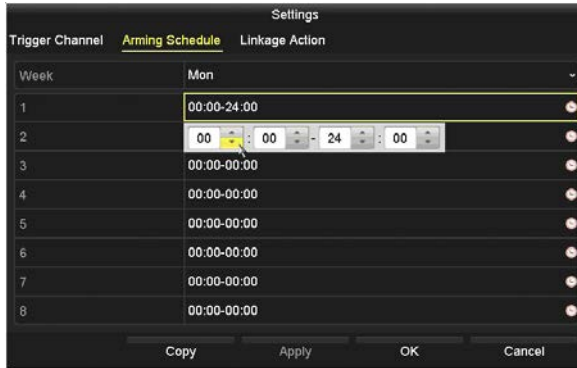 Settings
Trigger Channel Arming Schedule Linkage Action
Week Mon
1 00:00-24:00
2 00 : 00 - 24 : 00
3 00:00-00:00
4 00:00-00:00
5 00:00-00:00
6 00:00-00:00
7 00:00-00:00
8 00:00-00:00
Copy Apply OK Cancel